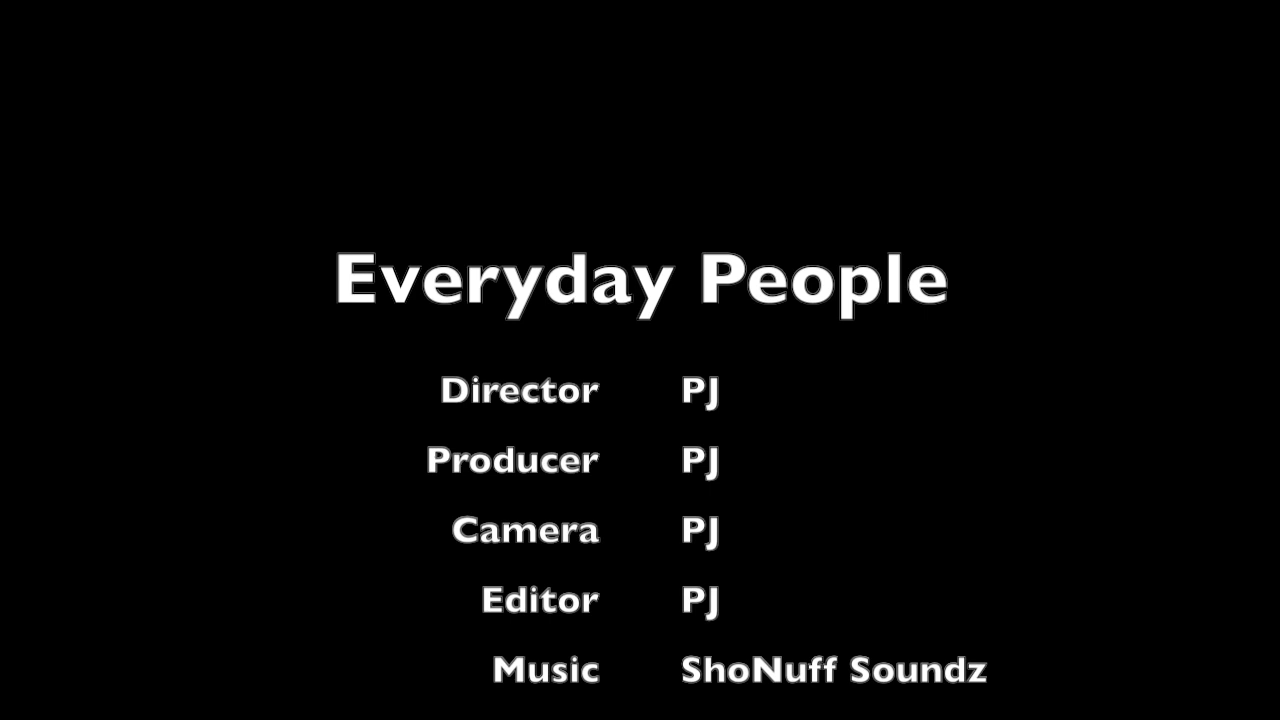 Everyday People
Director PJ
Producer PJ
Camera PJ
Editor PJ
Music ShoNuff Soundz